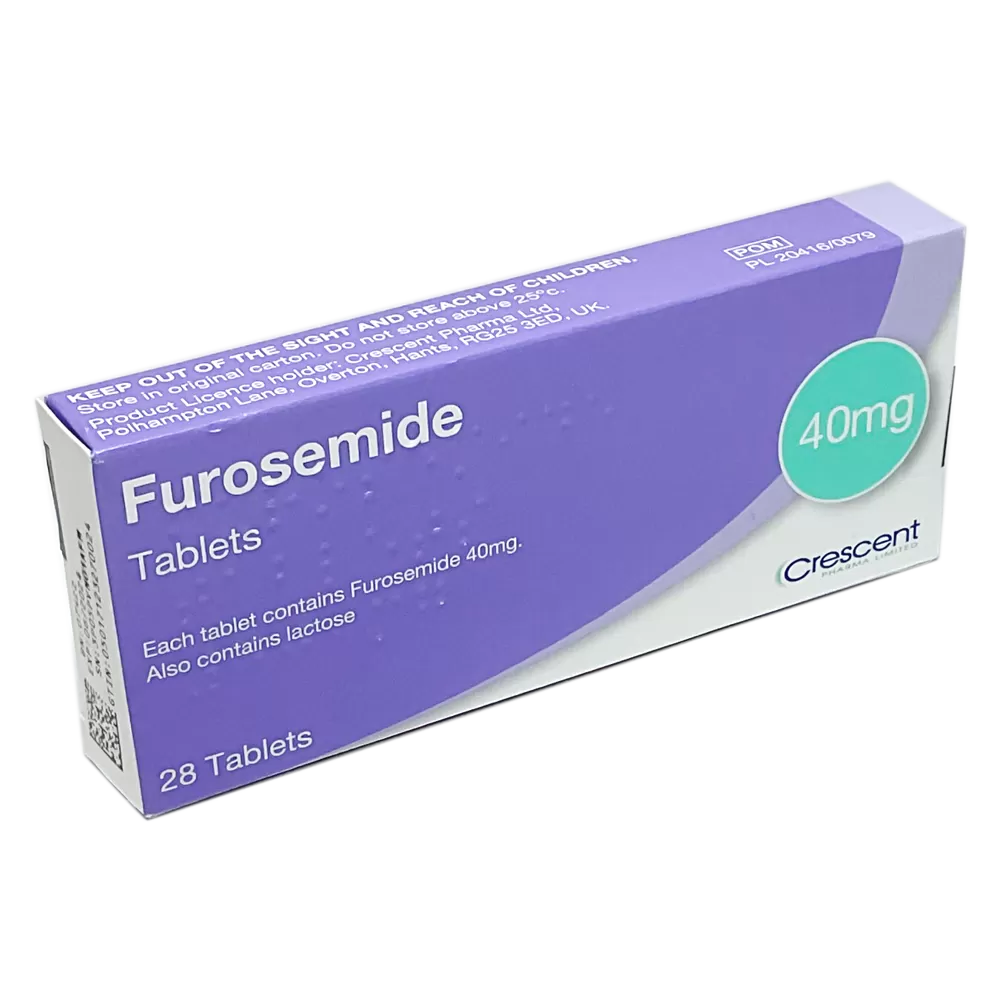 KEEP OUT OF THE SIGHT AND REACH OF CHILDREN.
Store in original carton. Do not store above 25°c.
Product Licence holder: Crescent Pharma Ltd,
Polhampton Lane, Overton, Hants, RG25 3ED, UK.
POM
PL 20416/0079
Furosemide
Tablets
40mg
Each tablet contains Furosemide 40mg.
Also contains lactose
Crescent
PHARMA LIMITED
28 Tablets